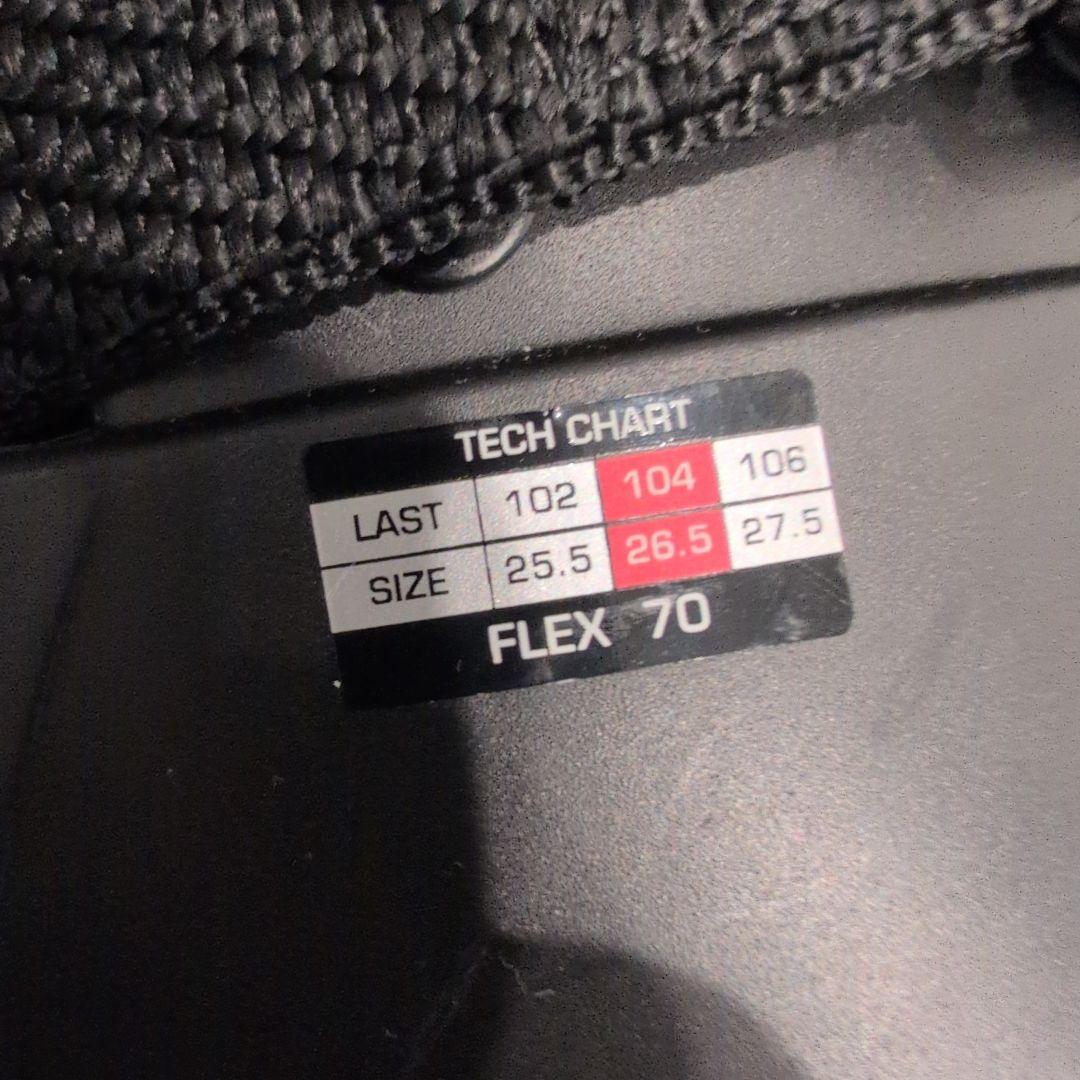 TECH CHART
LAST 102 104 106
SIZE 25.5 26.5 27.5
FLEX 70